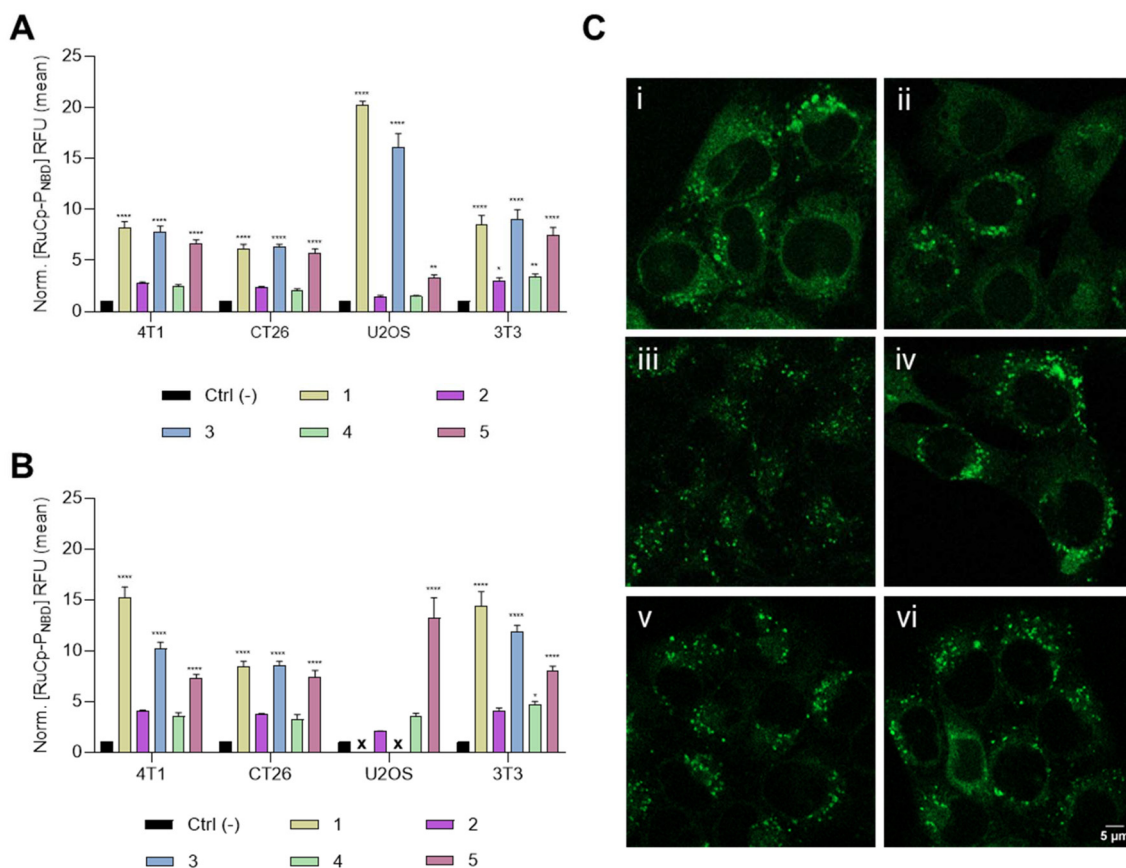 A
Norm. [RuCp-P_NBD] RFU (mean)
25
20
15
10
5
0
**** **** ****
**** **** ****
**** **** **
**** * **** ** ****
4T1 CT26 U2OS 3T3
Ctrl (-) 1 2
3 4 5
B
Norm. [RuCp-P_NBD] RFU (mean)
25
20
15
10
5
0
**** **** ****
**** **** ****
x x ****
**** **** * ****
4T1 CT26 U2OS 3T3
Ctrl (-) 1 2
3 4 5
C
i ii
iii iv
v vi
5 μm